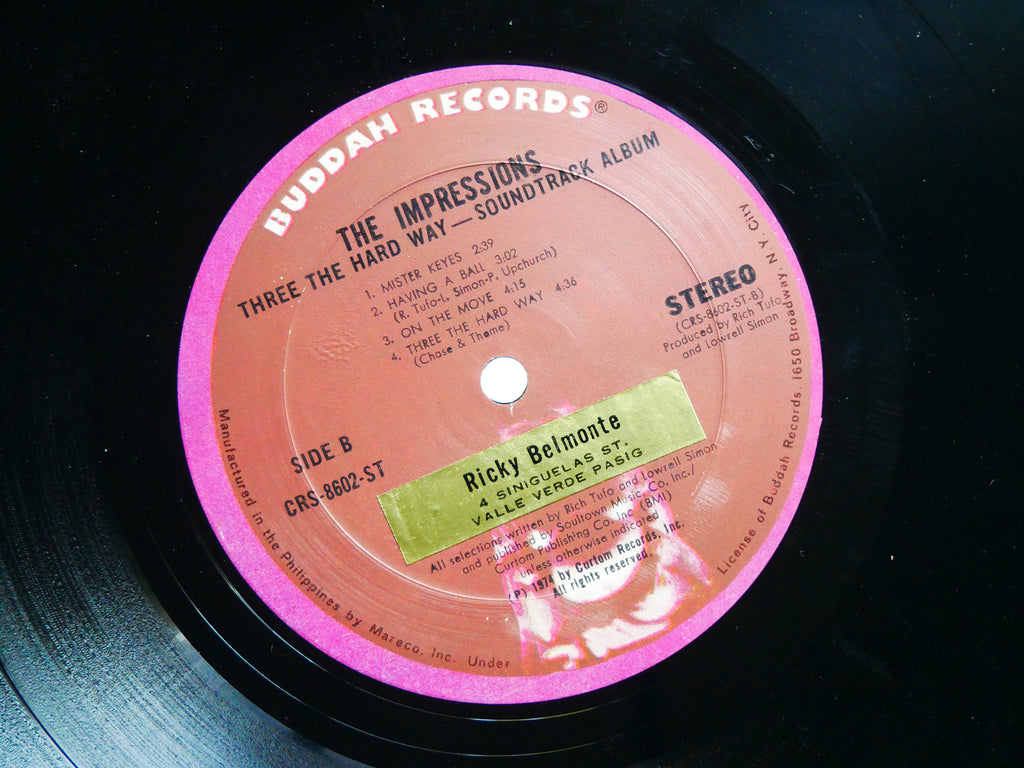 BUDDAH RECORDS®
THE IMPRESSIONS
THREE THE HARD WAY — SOUNDTRACK ALBUM
1. MISTER KEYES 2:39
2. HAVING A BALL 3:02
(R. Tufo-L. Simon-P. Upchurch)
3. ON THE MOVE 4:15
4. THREE THE HARD WAY 4:36
(Chase & Theme)
STEREO
(CRS-8602-ST-B)
Produced by Rich Tufo
and Lowrell Simon
SIDE B
CRS-8602-ST
Ricky Belmonte
4 SINIGUELAS ST.
VALLE VERDE PASIG
All selections written by Rich Tufo and Lowrell Simon
and published by Soultown Music, Co. Inc./
Curtom Publishing Co. Inc (BMI)
unless otherwise indicated
(P) 1974 by Curtom Records, Inc.
All rights reserved.
Manufactured in the Philippines by Mareco, Inc. Under
License of Buddah Records, 1650 Broadway, N.Y. City